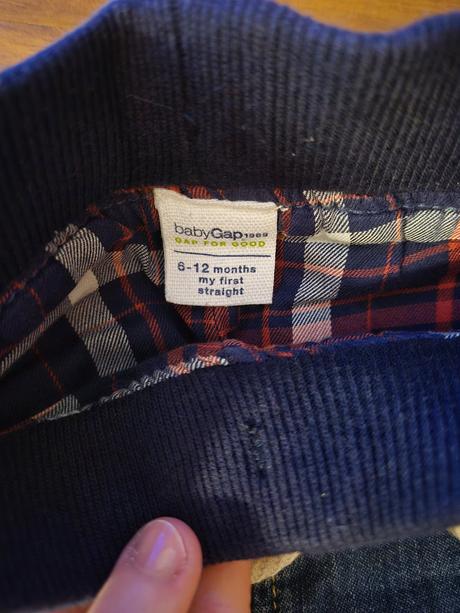 babyGap 1969
GAP FOR GOOD
6-12 months
my first
straight